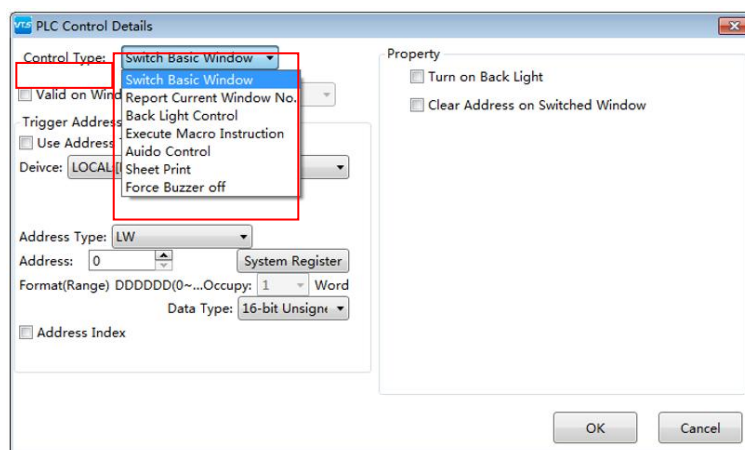 VT5 PLC Control Details
Control Type: Switch Basic Window
Switch Basic Window
Valid on Wind
Report Current Window No.
Back Light Control
Trigger Address
Execute Macro Instruction
Use Address
Auido Control
Deivce: LOCAL:[
Sheet Print
Force Buzzer off
Address Type: LW
Address: 0 System Register
Format(Range) DDDDDD(0~...Occupy: 1 Word
Data Type: 16-bit Unsigne
Address Index
Property
Turn on Back Light
Clear Address on Switched Window
OK Cancel